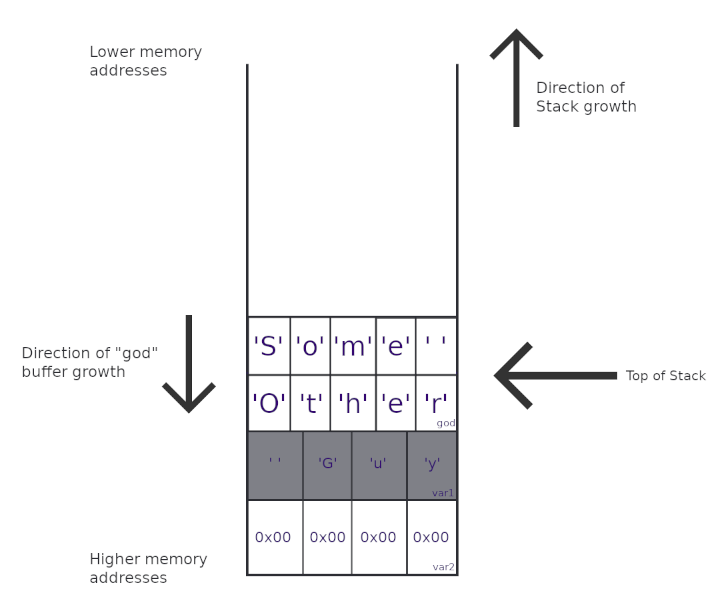 Lower memory
addresses
Direction of
Stack growth
'S' 'o' 'm' 'e' ' '
Direction of "god"
buffer growth
Top of Stack
'O' 't' 'h' 'e' 'r'
god
' ' 'G' 'u' 'y'
var1
0x00 0x00 0x00 0x00
var2
Higher memory
addresses